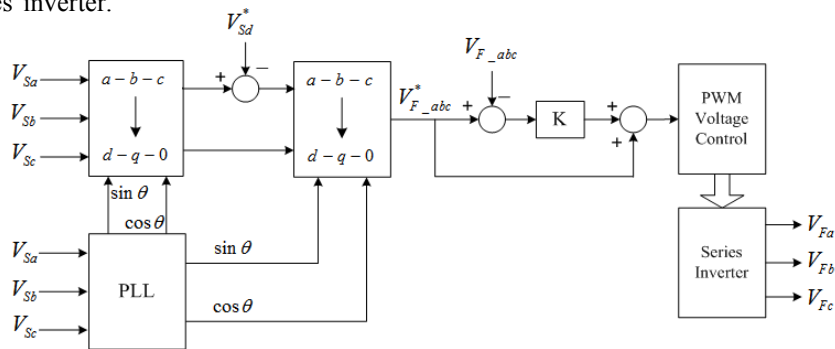 es inverter.
V*Sd
VSa
VSb
VSc
a − b − c
d − q − 0
+
−
a − b − c
d − q − 0
V*F_abc
VF_abc
+
−
K
+
+
PWM
Voltage
Control
sin θ
cos θ
VSa
VSb
VSc
PLL
sin θ
cos θ
Series
Inverter
VFa
VFb
VFc